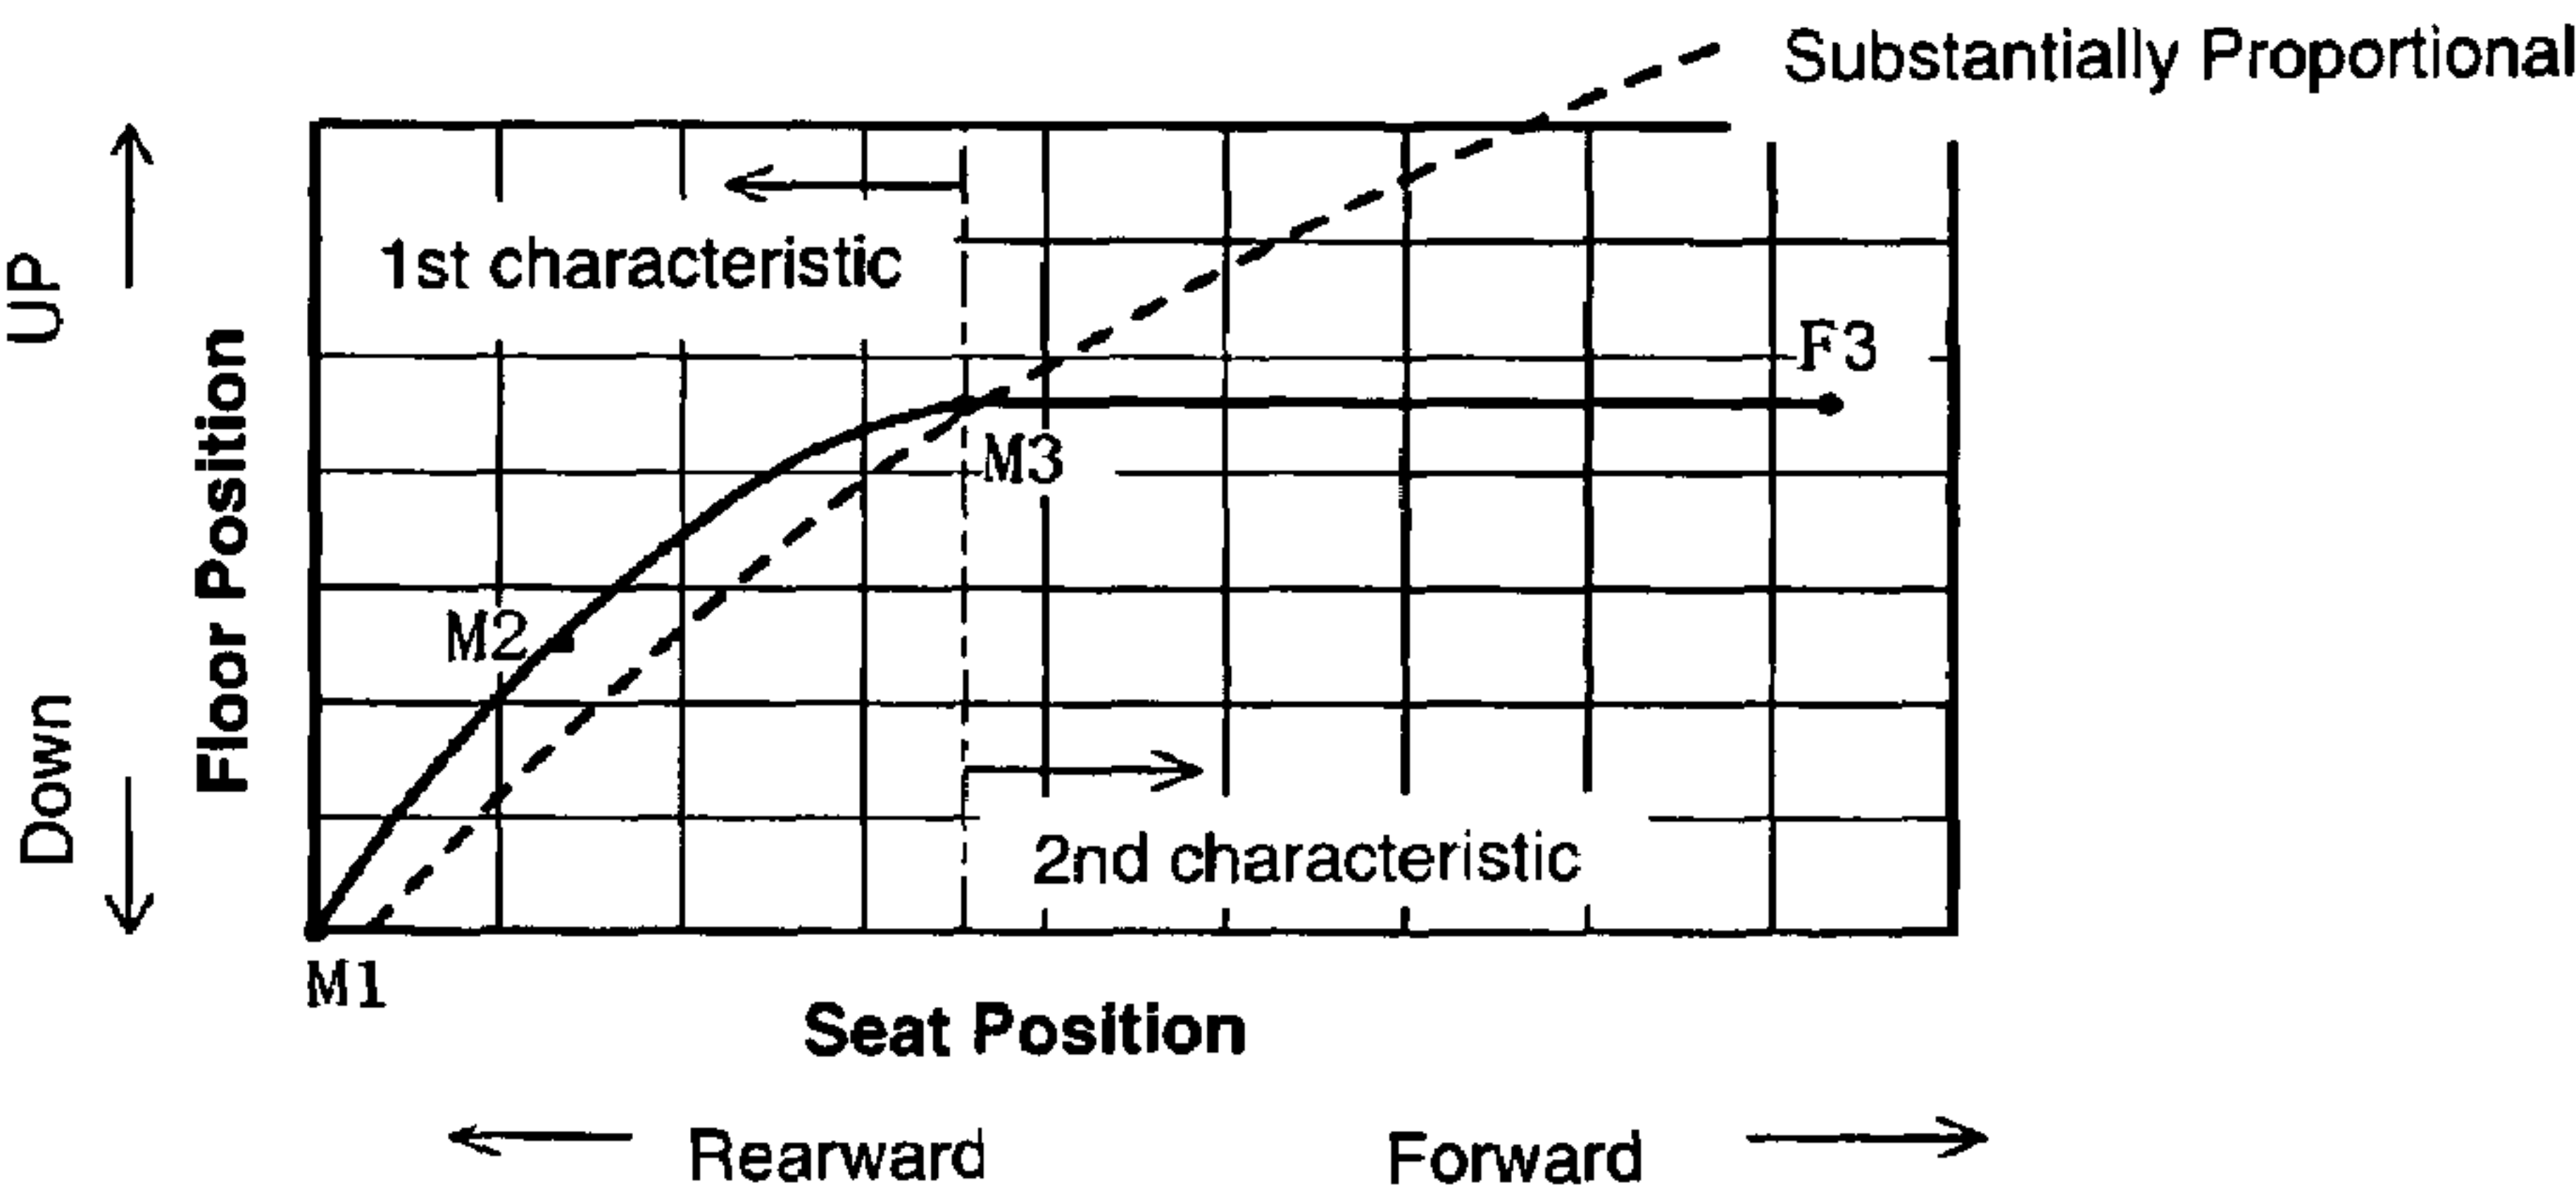 Substantially Proportional
UP
1st characteristic
F3
Floor Position
M3
M2
Down
2nd characteristic
M1
Seat Position
Rearward
Forward